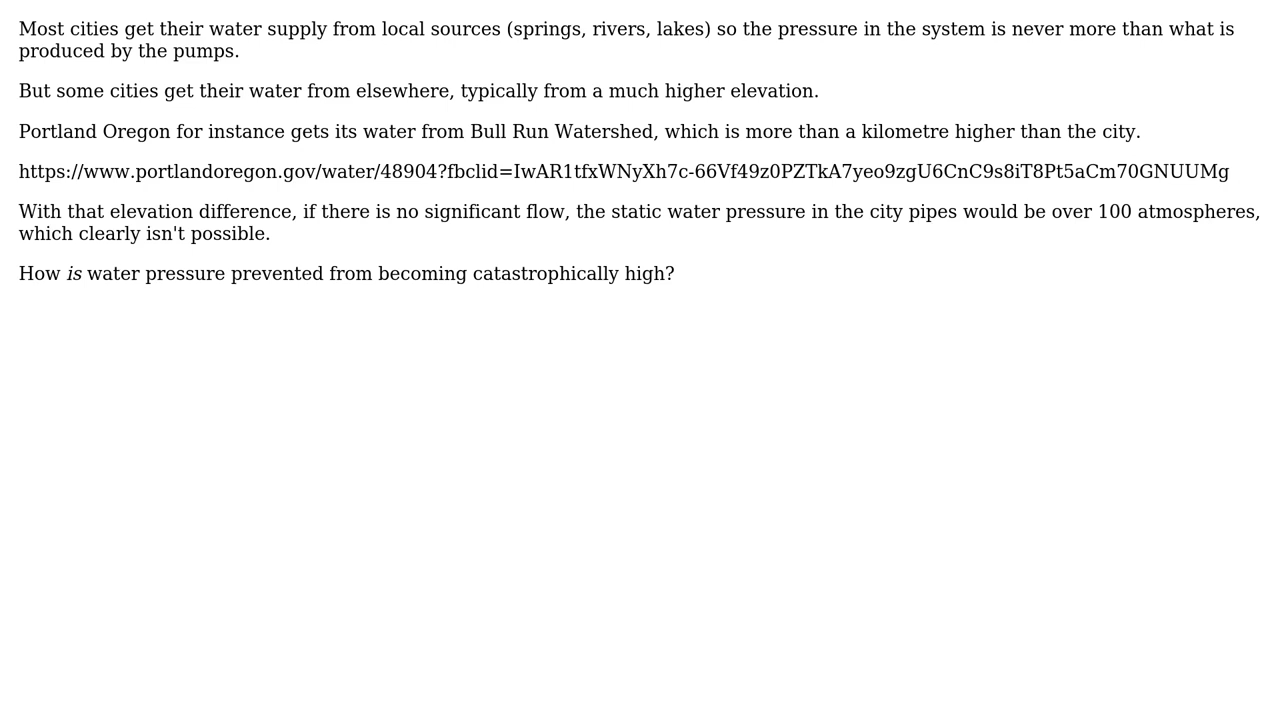 Most cities get their water supply from local sources (springs, rivers, lakes) so the pressure in the system is never more than what is
produced by the pumps.
But some cities get their water from elsewhere, typically from a much higher elevation.
Portland Oregon for instance gets its water from Bull Run Watershed, which is more than a kilometre higher than the city.
https://www.portlandoregon.gov/water/48904?fbclid=IwAR1tfxWNyXh7c-66Vf49z0PZTkA7yeo9zgU6CnC9s8iT8Pt5aCm70GNUUMg
With that elevation difference, if there is no significant flow, the static water pressure in the city pipes would be over 100 atmospheres,
which clearly isn't possible.
How is water pressure prevented from becoming catastrophically high?